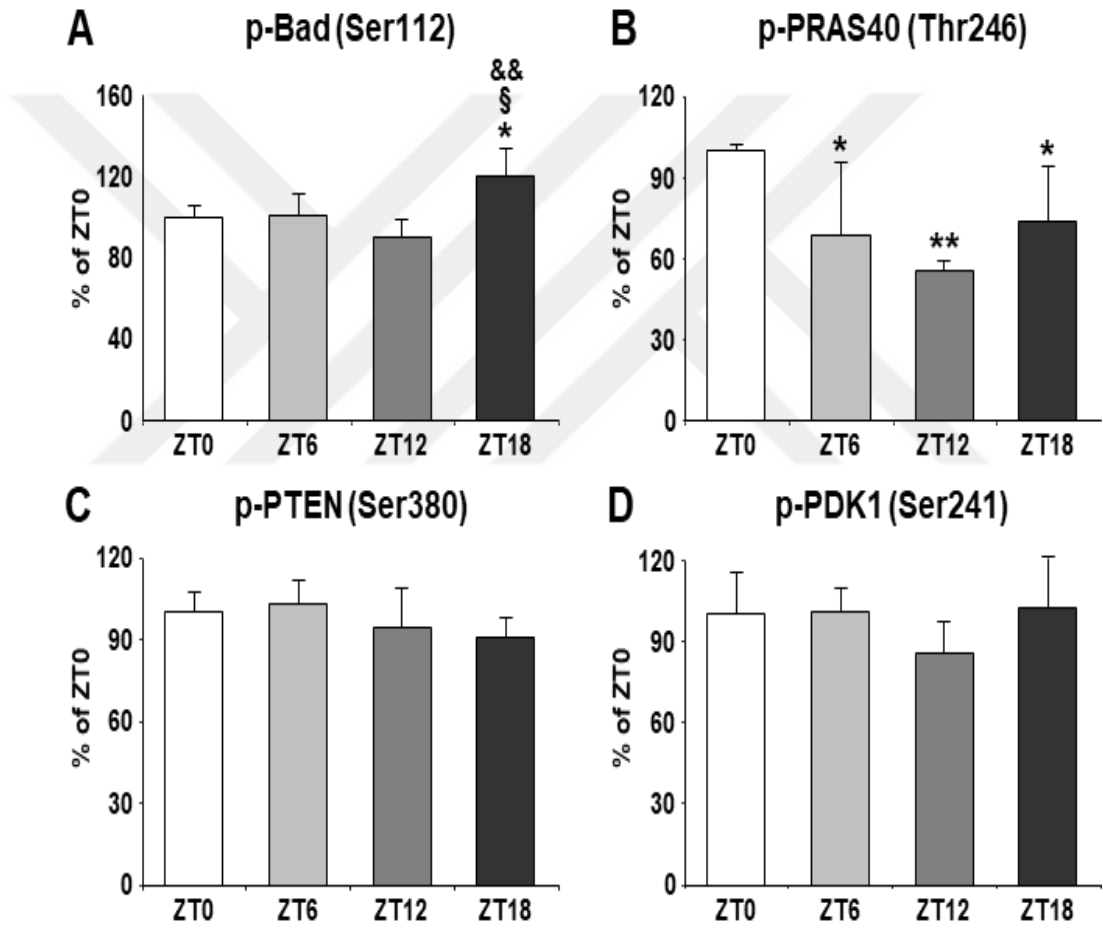 A
p-Bad (Ser112)
% of ZT0
160
120
80
40
0
&&
§
*
ZT0 ZT6 ZT12 ZT18
B
p-PRAS40 (Thr246)
% of ZT0
120
90
60
30
0
* ** *
ZT0 ZT6 ZT12 ZT18
C
p-PTEN (Ser380)
% of ZT0
120
90
60
30
0
ZT0 ZT6 ZT12 ZT18
D
p-PDK1 (Ser241)
% of ZT0
120
90
60
30
0
ZT0 ZT6 ZT12 ZT18